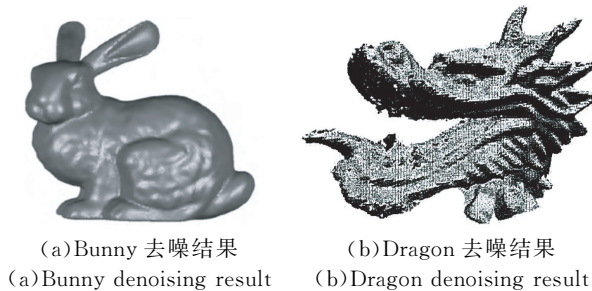 (a)Bunny 去噪结果
(a)Bunny denoising result
(b)Dragon 去噪结果
(b)Dragon denoising result